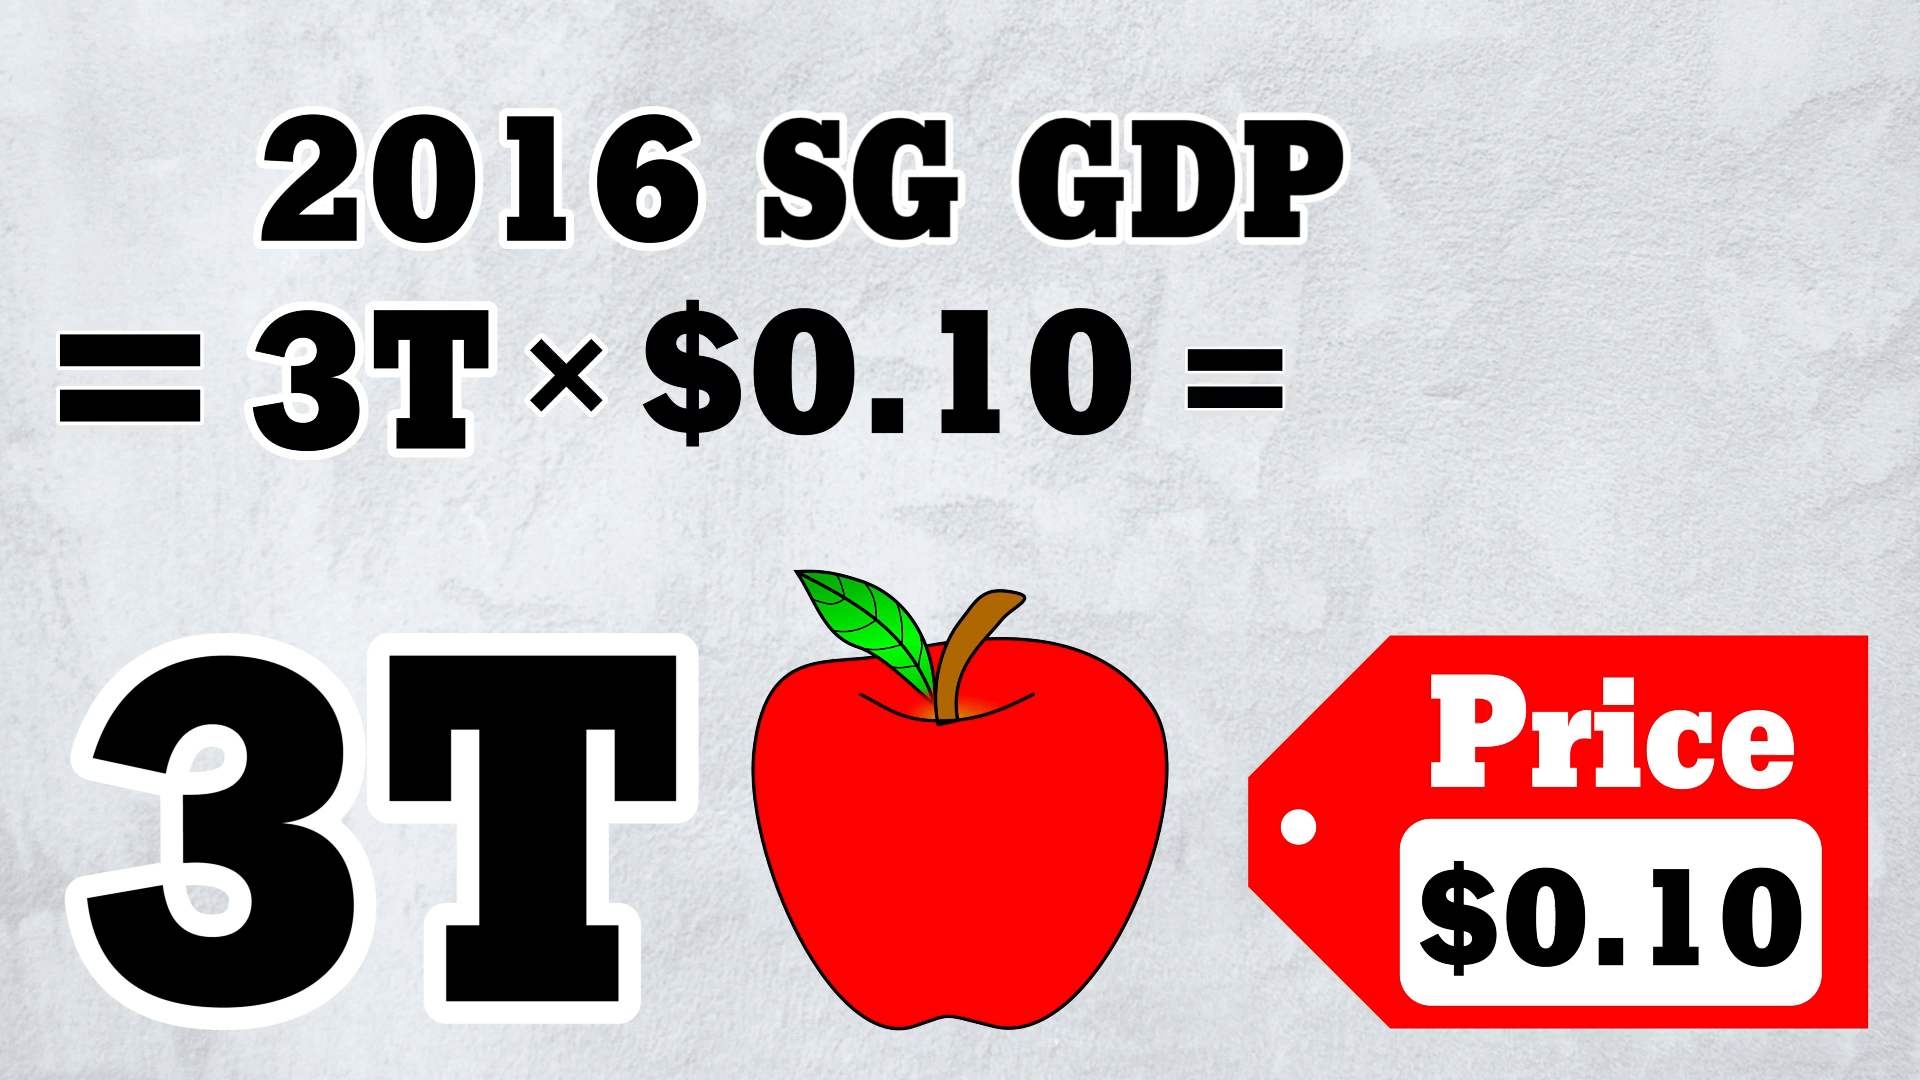 2016 SG GDP
= 3T × $0.10 =
3T
Price
$0.10